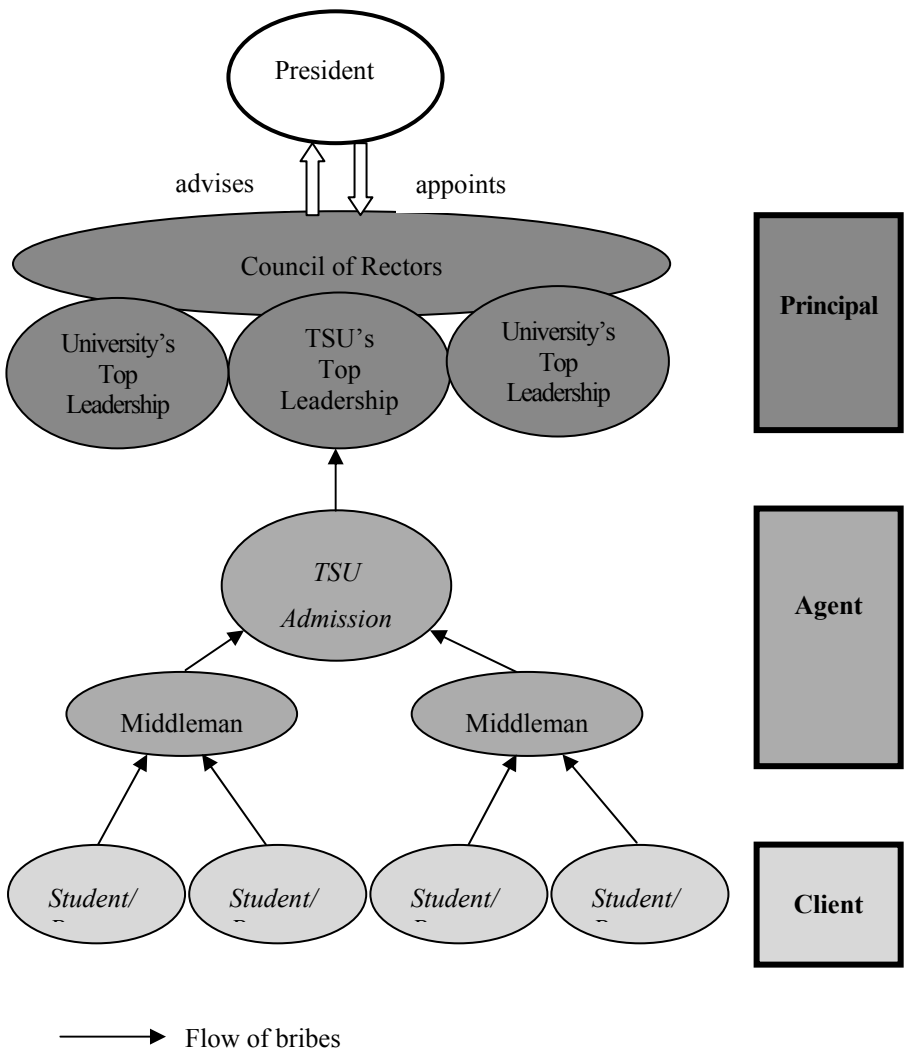 President
advises
appoints
Council of Rectors
University's
Top
Leadership
TSU's
Top
Leadership
University's
Top
Leadership
Principal
TSU
Admission
Agent
Middleman
Middleman
Student/
Student/
Student/
Student/
Client
Flow of bribes